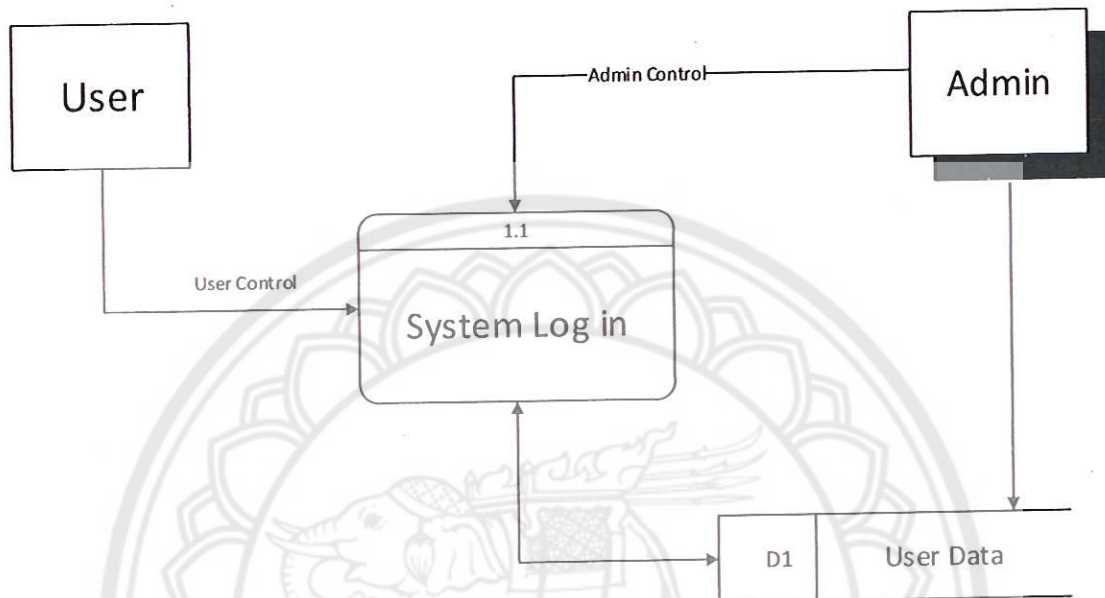 User
Admin Control
Admin
1.1
User Control
System Log in
D1
User Data